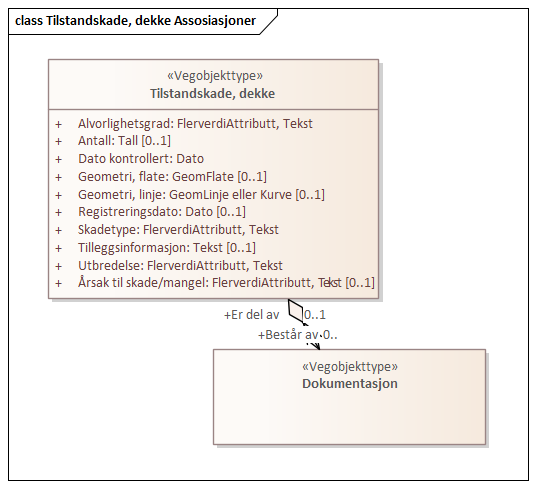 class Tilstandskade, dekke Assosiasjoner
«Vegobjekttype»
Tilstandskade, dekke
+ Alvorlighetsgrad: FlerverdiAttributt, Tekst
+ Antall: Tall [0..1]
+ Dato kontrollert: Dato
+ Geometri, flate: GeomFlate [0..1]
+ Geometri, linje: GeomLinje eller Kurve [0..1]
+ Registreringsdato: Dato [0..1]
+ Skadetype: FlerverdiAttributt, Tekst
+ Tilleggsinformasjon: Tekst [0..1]
+ Utbredelse: FlerverdiAttributt, Tekst
+ Årsak til skade/mangel: FlerverdiAttributt, Tekst [0..1]
+Er del av 0..1
+Består av 0..
«Vegobjekttype»
Dokumentasjon